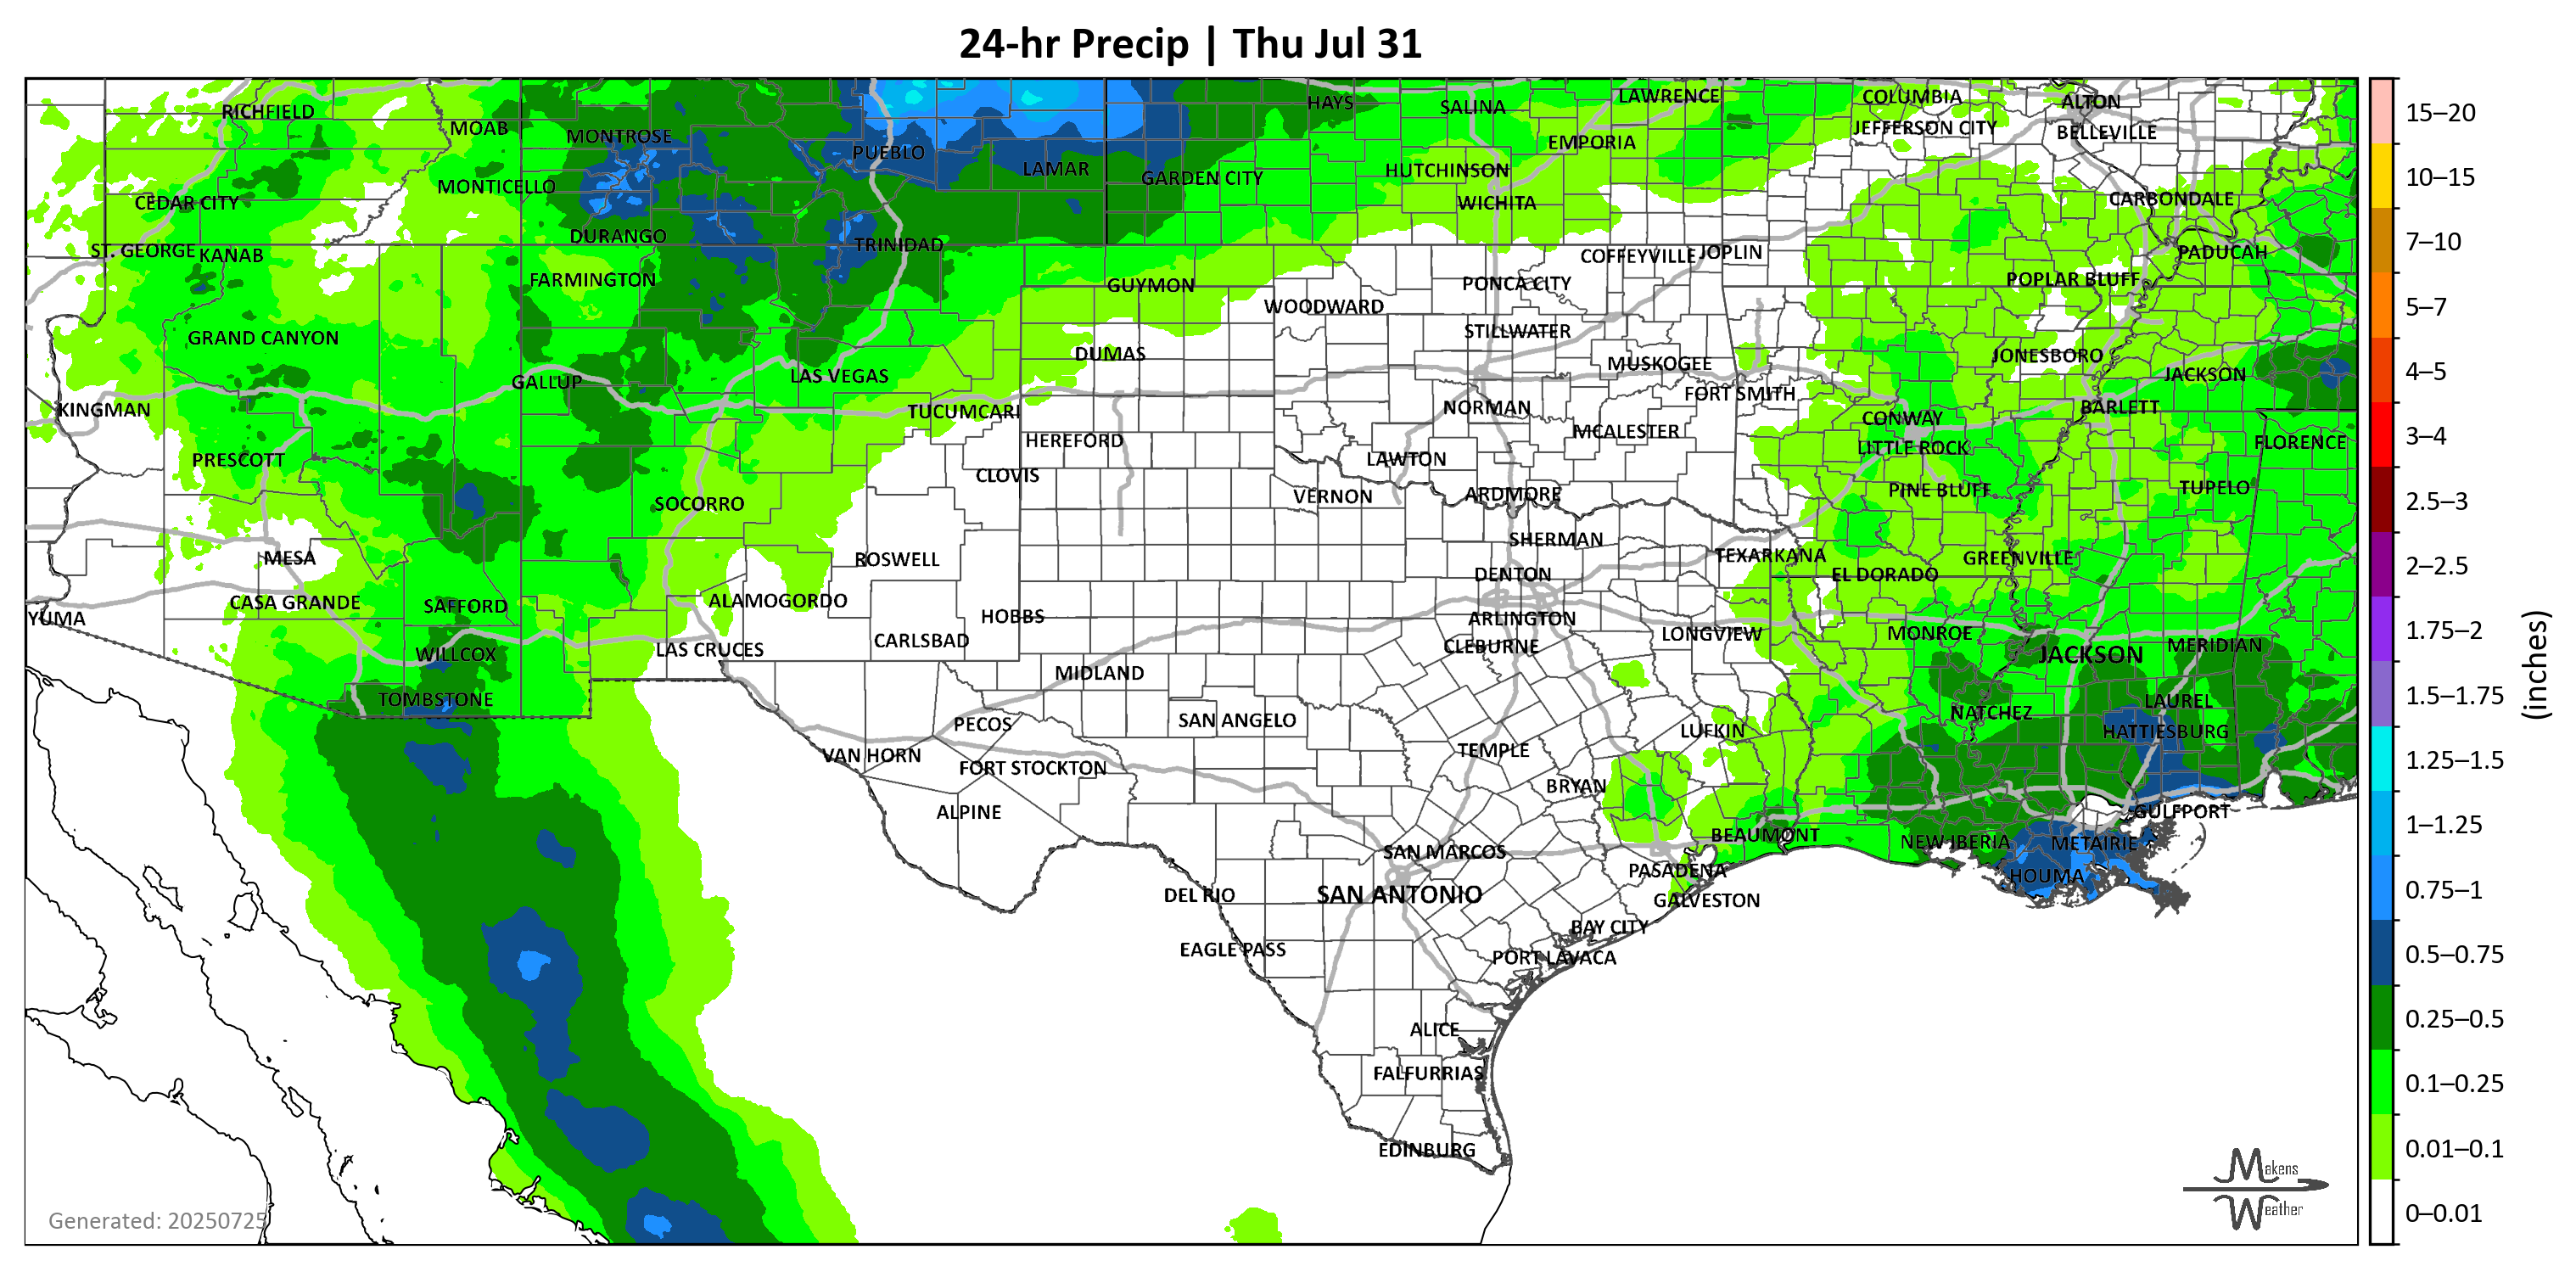 24-hr Precip | Thu Jul 31
RICHFIELD
MOAB
MONTROSE
PUEBLO
LAMAR
HAYS
SALINA
LAWRENCE
COLUMBIA
ALTON
JEFFERSON CITY
BELLEVILLE
EMPORIA
HUTCHINSON
GARDEN CITY
MONTICELLO
CEDAR CITY
WICHITA
CARBONDALE
DURANGO
TRINIDAD
ST. GEORGE
KANAB
COFFEYVILLE
JOPLIN
PADUCAH
FARMINGTON
GUYMON
PONCA CITY
POPLAR BLUFF
WOODWARD
GRAND CANYON
STILLWATER
DUMAS
MUSKOGEE
JONESBORO
GALLUP
LAS VEGAS
JACKSON
FORT SMITH
KINGMAN
TUCUMCARI
NORMAN
BARLETT
CONWAY
HEREFORD
MCALESTER
LITTLE ROCK
FLORENCE
PRESCOTT
CLOVIS
LAWTON
VERNON
ARDMORE
PINE BLUFF
TUPELO
SOCORRO
SHERMAN
MESA
ROSWELL
TEXARKANA
GREENVILLE
DENTON
EL DORADO
CASA GRANDE
SAFFORD
ALAMOGORDO
HOBBS
ARLINGTON
YUMA
CARLSBAD
CLEBURNE
LONGVIEW
MONROE
WILLCOX
LAS CRUCES
JACKSON
MERIDIAN
MIDLAND
TOMBSTONE
PECOS
SAN ANGELO
NATCHEZ
LAUREL
VAN HORN
FORT STOCKTON
TEMPLE
LUFKIN
HATTIESBURG
BRYAN
ALPINE
GULFPORT
BEAUMONT
SAN MARCOS
NEW IBERIA
METAIRIE
PASADENA
HOUMA
DEL RIO
SAN ANTONIO
GALVESTON
BAY CITY
EAGLE PASS
PORT LAVACA
ALICE
FALFURRIAS
EDINBURG
Generated: 20250725
Makens
Weather
15–20
10–15
7–10
5–7
4–5
3–4
2.5–3
2–2.5
1.75–2
1.5–1.75
1.25–1.5
1–1.25
0.75–1
0.5–0.75
0.25–0.5
0.1–0.25
0.01–0.1
0–0.01
(inches)